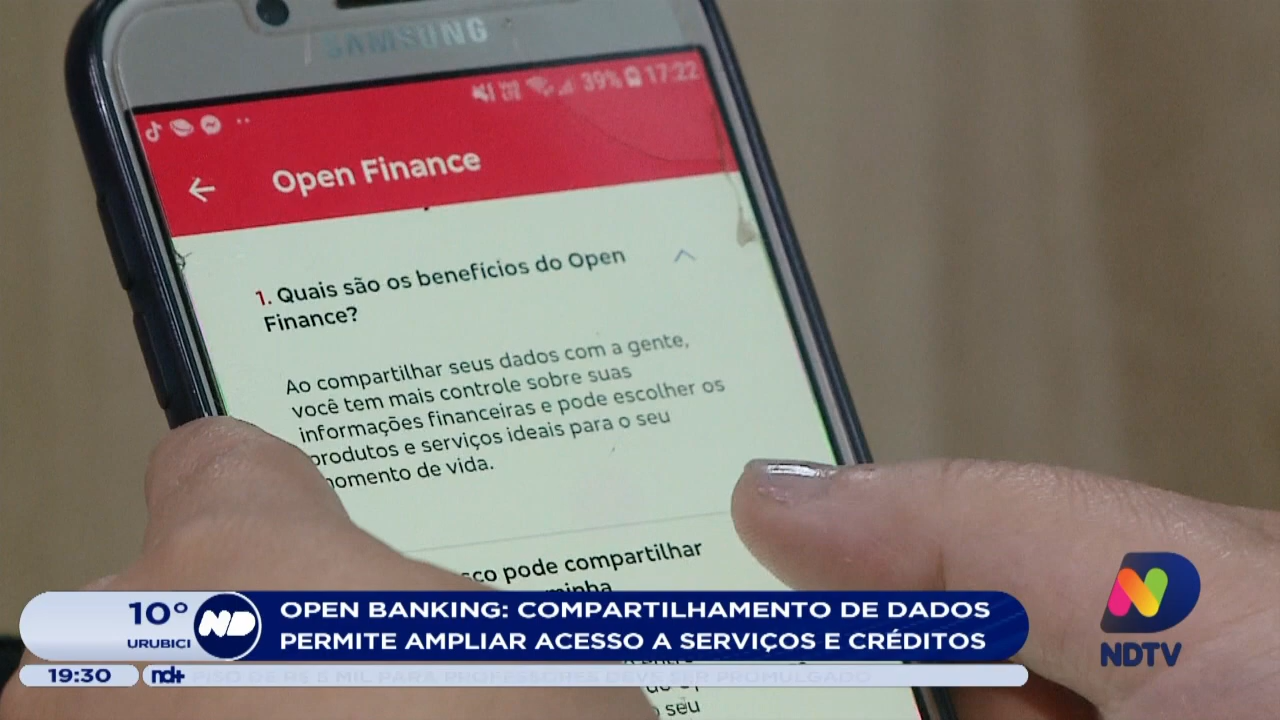 SAMSUNG
39% 17:22
Open Finance
1. Quais são os benefícios do Open
Finance?
Ao compartilhar seus dados com a gente,
você tem mais controle sobre suas
informações financeiras e pode escolher os
produtos e serviços ideais para o seu
momento de vida.
pode compartilhar
minha
10°
URUBICI
ND
OPEN BANKING: COMPARTILHAMENTO DE DADOS
PERMITE AMPLIAR ACESSO A SERVIÇOS E CRÉDITOS
NDTV
19:30
nd+
PISO DE R$ 5 MIL PARA PROFESSORES DEVE SER PROMULGADO
seu